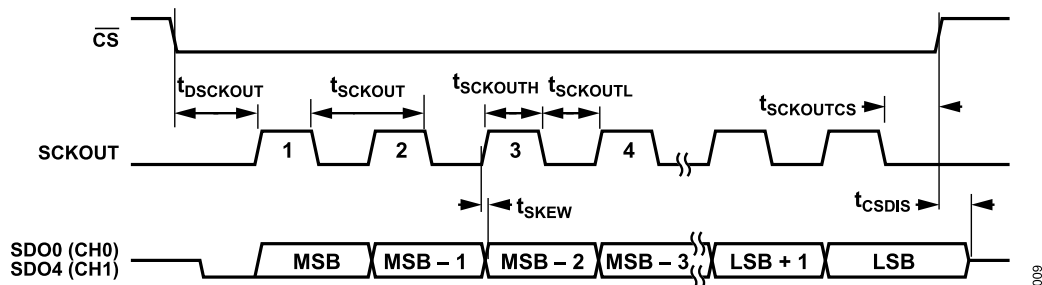 CS
tDSCKOUT
tSCKOUT
tSCKOUTH
tSCKOUTL
tSCKOUTCS
SCKOUT
1
2
3
4
tSKEW
tCSDIS
SDO0 (CH0)
SDO4 (CH1)
MSB
MSB – 1
MSB – 2
MSB – 3
LSB + 1
LSB
009